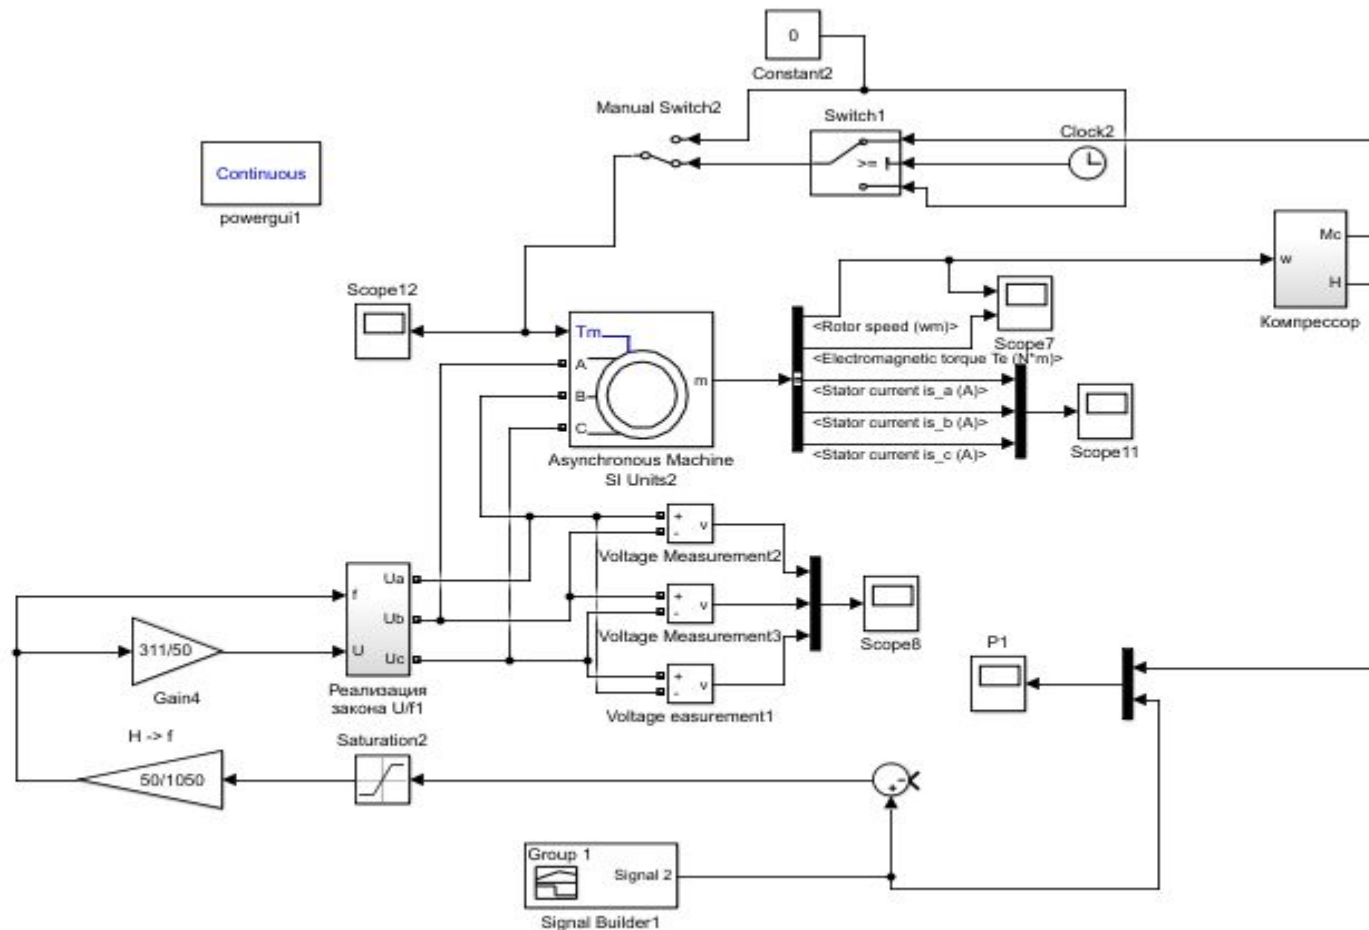 0
Constant2
Manual Switch2
Switch1
Clock2
>=
Continuous
powergui1
Mc
w
H
Компрессор
Scope12
Scope7
<Rotor speed (wm)>
<Electromagnetic torque Te (N*m)>
<Stator current is_a (A)>
<Stator current is_b (A)>
<Stator current is_c (A)>
Scope11
Tm
A
B
C
m
Asynchronous Machine
SI Units2
+
-
v
Voltage Measurement2
+
-
v
Voltage Measurement3
+
-
v
Voltage easurement1
Scope8
f
U
Ua
Ub
Uc
Реализация
закона U/f1
311/50
Gain4
P1
H -> f
50/1050
Saturation2
-
+
Group 1
Signal 2
Signal Builder1